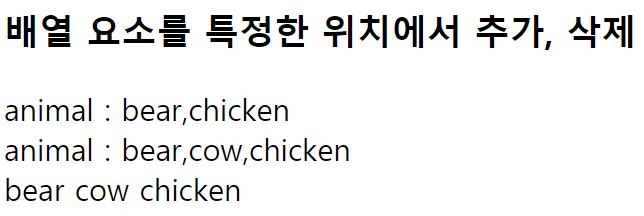 배열 요소를 특정한 위치에서 추가, 삭제
animal : bear,chicken
animal : bear,cow,chicken
bear cow chicken